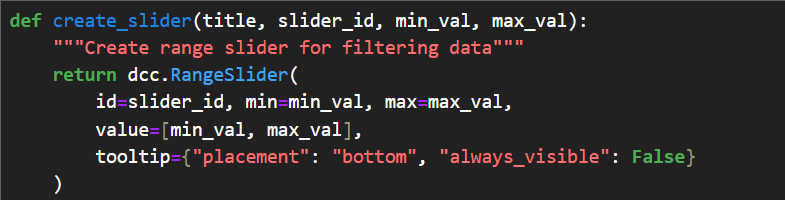 def create_slider(title, slider_id, min_val, max_val):
    """Create range slider for filtering data"""
    return dcc.RangeSlider(
        id=slider_id, min=min_val, max=max_val,
        value=[min_val, max_val],
        tooltip={"placement": "bottom", "always_visible": False}
    )